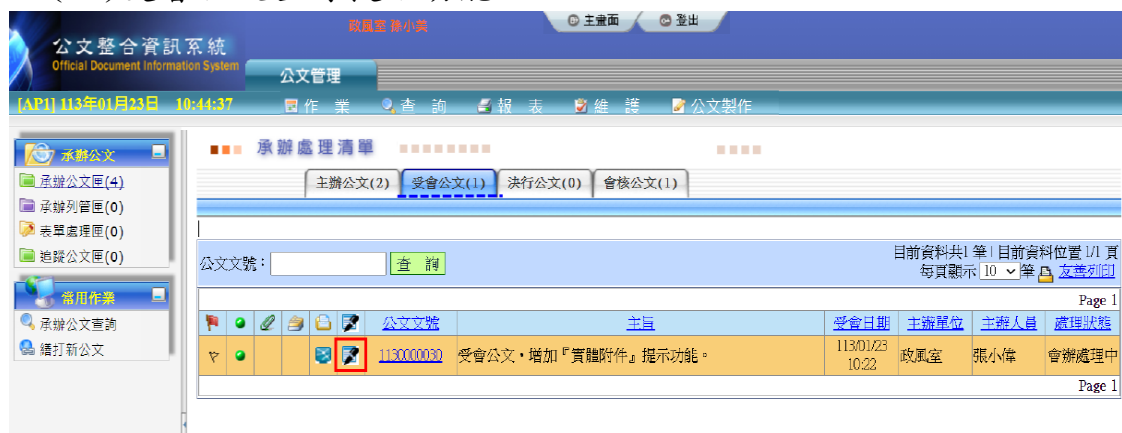 政風室 孫小美
主畫面
登出
公文整合資訊系統
Official Document Information System
公文管理
[AP1] 113年01月23日 10:44:37
作 業
查 詢
報 表
維 護
公文製作
承辦公文
承辦公文匣(4)
承辦列管匣(0)
表單處理匣(0)
追蹤公文匣(0)
常用作業
承辦公文查詢
繕打新公文
承辦處理清單
主辦公文(2)
受會公文(1)
決行公文(0)
會核公文(1)
公文文號：
查 詢
目前資料共1 筆 | 目前資料位置 1/1 頁
每頁顯示 10 筆 友善列印
Page 1
公文文號 主旨 受會日期 主辦單位 主辦人員 處理狀態
1130000030 受會公文，增加『實體附件』提示功能。 113/01/23 10:22 政風室 張小偉 會辦處理中
Page 1